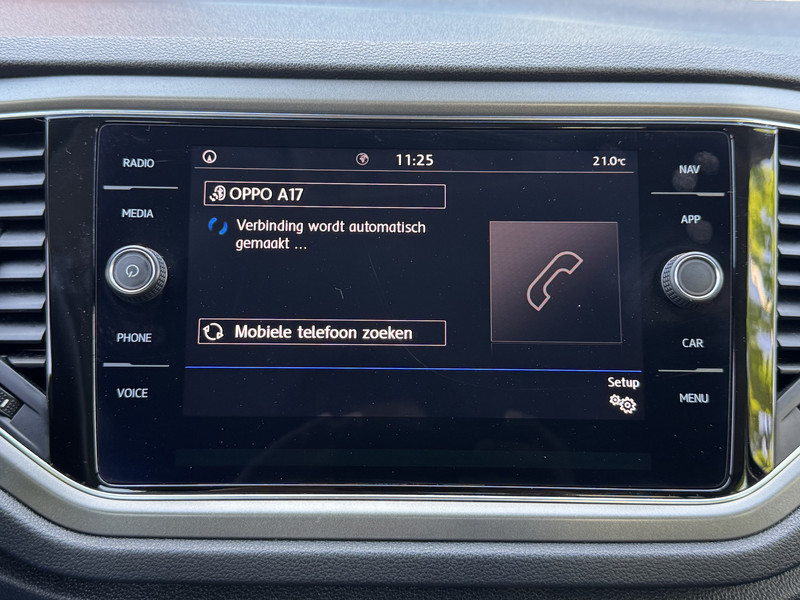 RADIO
MEDIA
PHONE
VOICE
11:25
21.0°C
OPPO A17
Verbinding wordt automatisch
gemaakt ...
Mobiele telefoon zoeken
Setup
NAV
APP
CAR
MENU